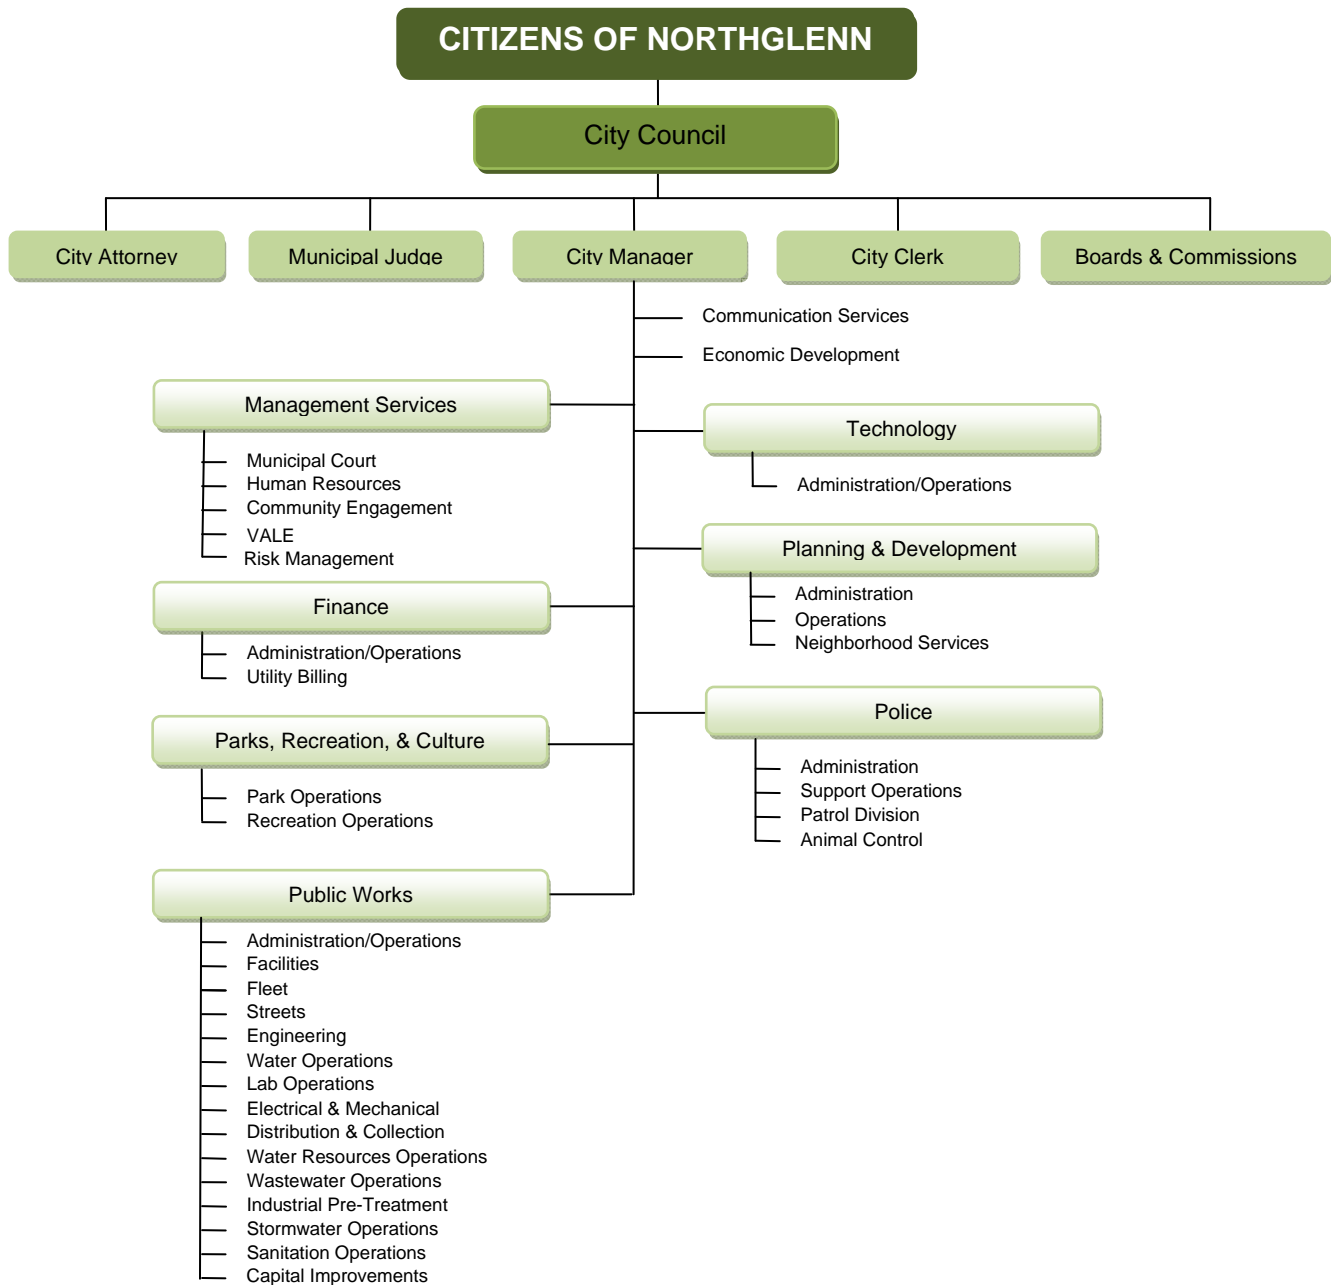 CITIZENS OF NORTHGLENN
City Council
City Attorney
Municipal Judge
City Manager
City Clerk
Boards & Commissions
Communication Services
Economic Development
Management Services
Municipal Court
Human Resources
Community Engagement
VALE
Risk Management
Technology
Administration/Operations
Planning & Development
Administration
Operations
Neighborhood Services
Finance
Administration/Operations
Utility Billing
Police
Administration
Support Operations
Patrol Division
Animal Control
Parks, Recreation, & Culture
Park Operations
Recreation Operations
Public Works
Administration/Operations
Facilities
Fleet
Streets
Engineering
Water Operations
Lab Operations
Electrical & Mechanical
Distribution & Collection
Water Resources Operations
Wastewater Operations
Industrial Pre-Treatment
Stormwater Operations
Sanitation Operations
Capital Improvements